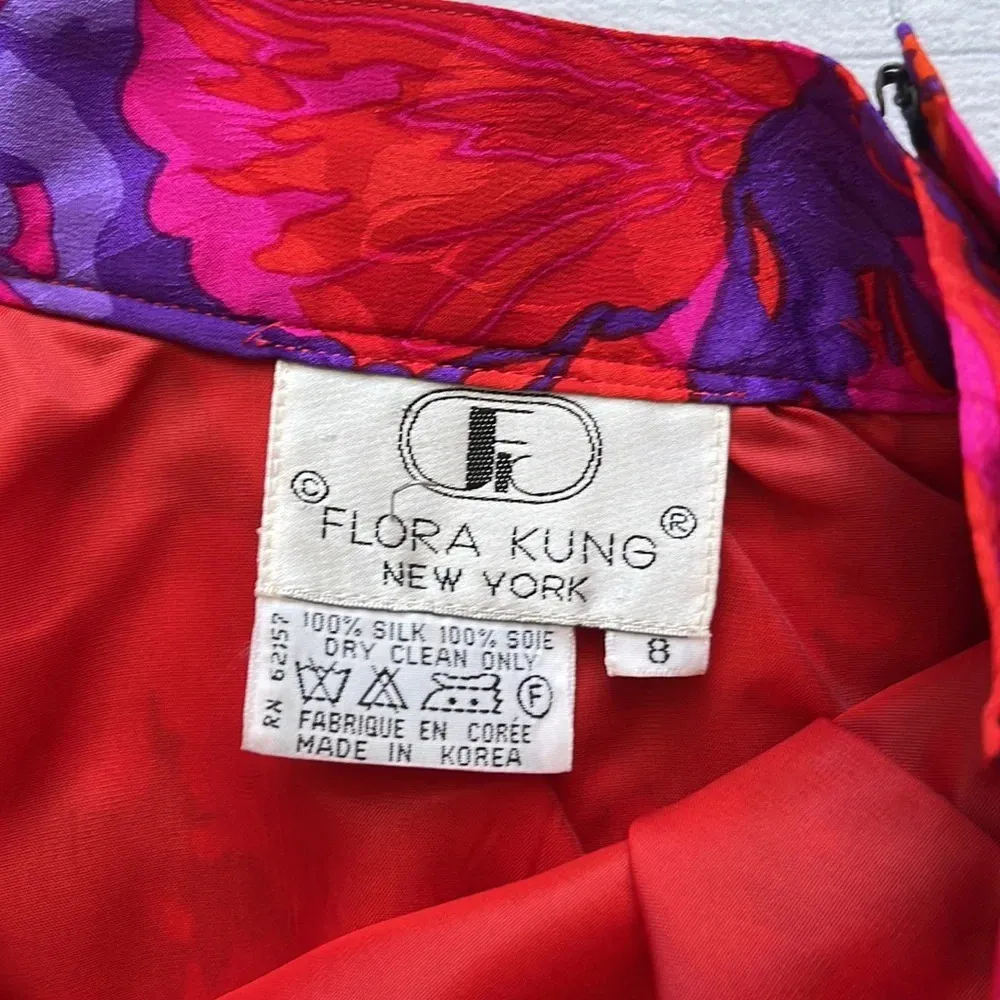 FK
© FLORA KUNG ®
NEW YORK
8
RN 62157
100% SILK 100% SOIE
DRY CLEAN ONLY
F
FABRIQUE EN CORÉE
MADE IN KOREA